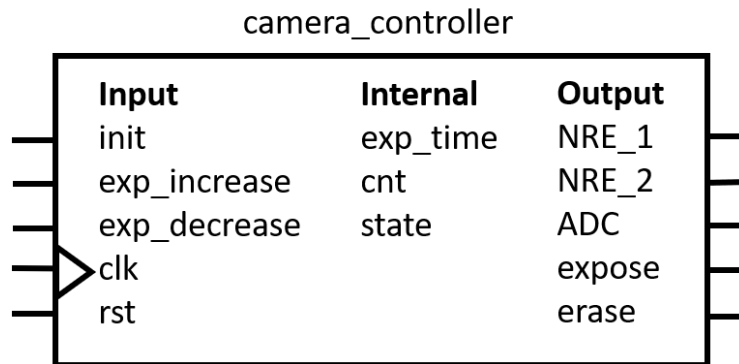 camera_controller
Input Internal Output
init exp_time NRE_1
exp_increase cnt NRE_2
exp_decrease state ADC
clk expose
rst erase